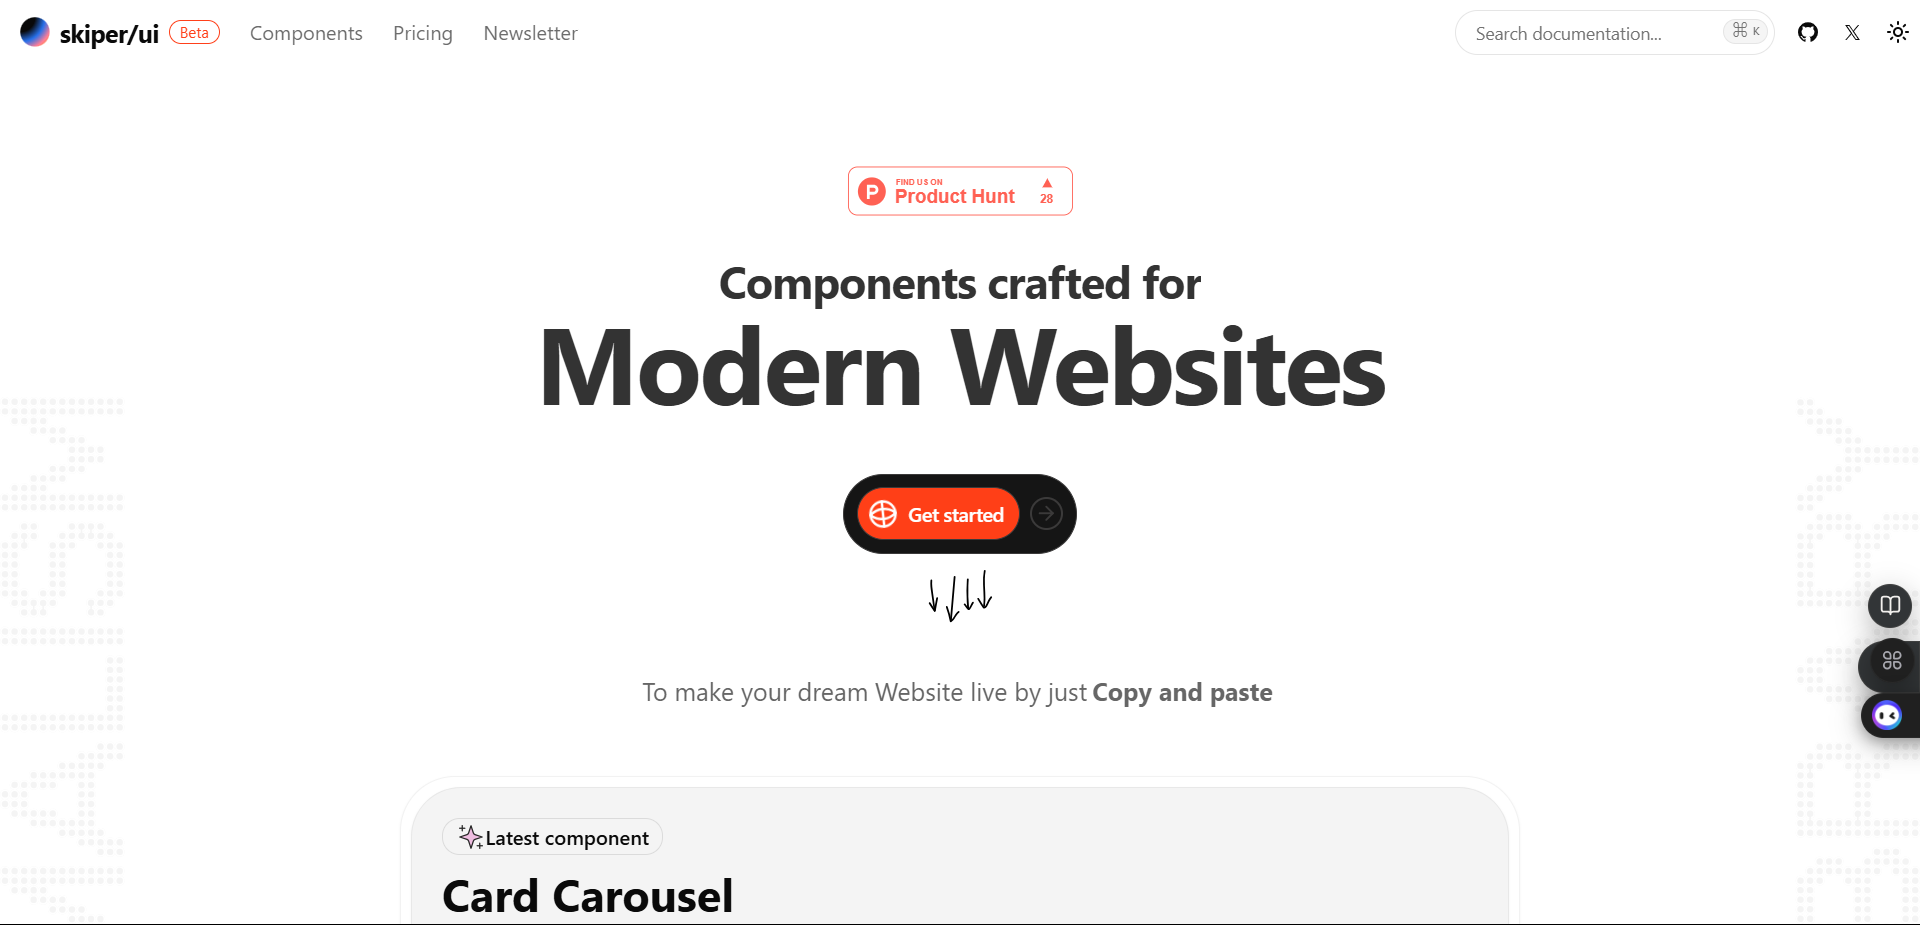 skiper/ui Beta Components Pricing Newsletter Search documentation... ⌘ K
FIND US ON
Product Hunt ▲ 28
Components crafted for
Modern Websites
Get started
To make your dream Website live by just Copy and paste
Latest component
Card Carousel